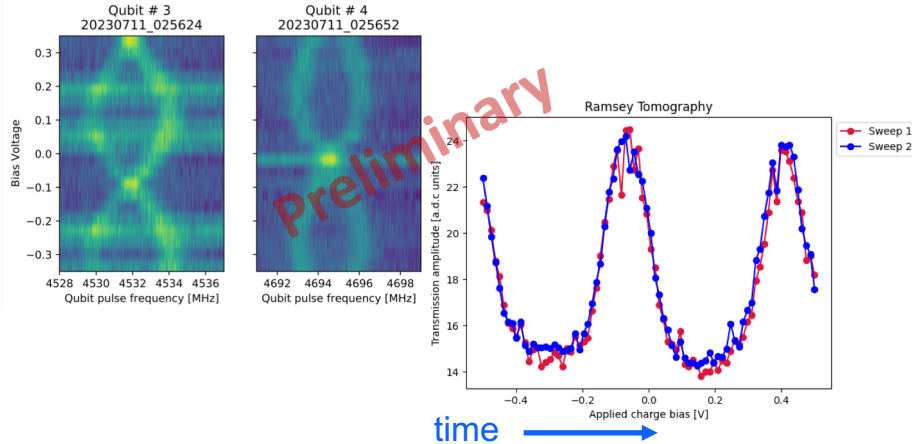 Qubit # 3
20230711_025624
Qubit # 4
20230711_025652
Bias Voltage
0.3
0.2
0.1
0.0
−0.1
−0.2
−0.3
4528 4530 4532 4534 4536
Qubit pulse frequency [MHz]
4692 4694 4696 4698
Qubit pulse frequency [MHz]
Preliminary
Ramsey Tomography
Transmission amplitude [a.d.c units]
24
22
20
18
16
14
−0.4 −0.2 0.0 0.2 0.4
Applied charge bias [V]
Sweep 1
Sweep 2
time